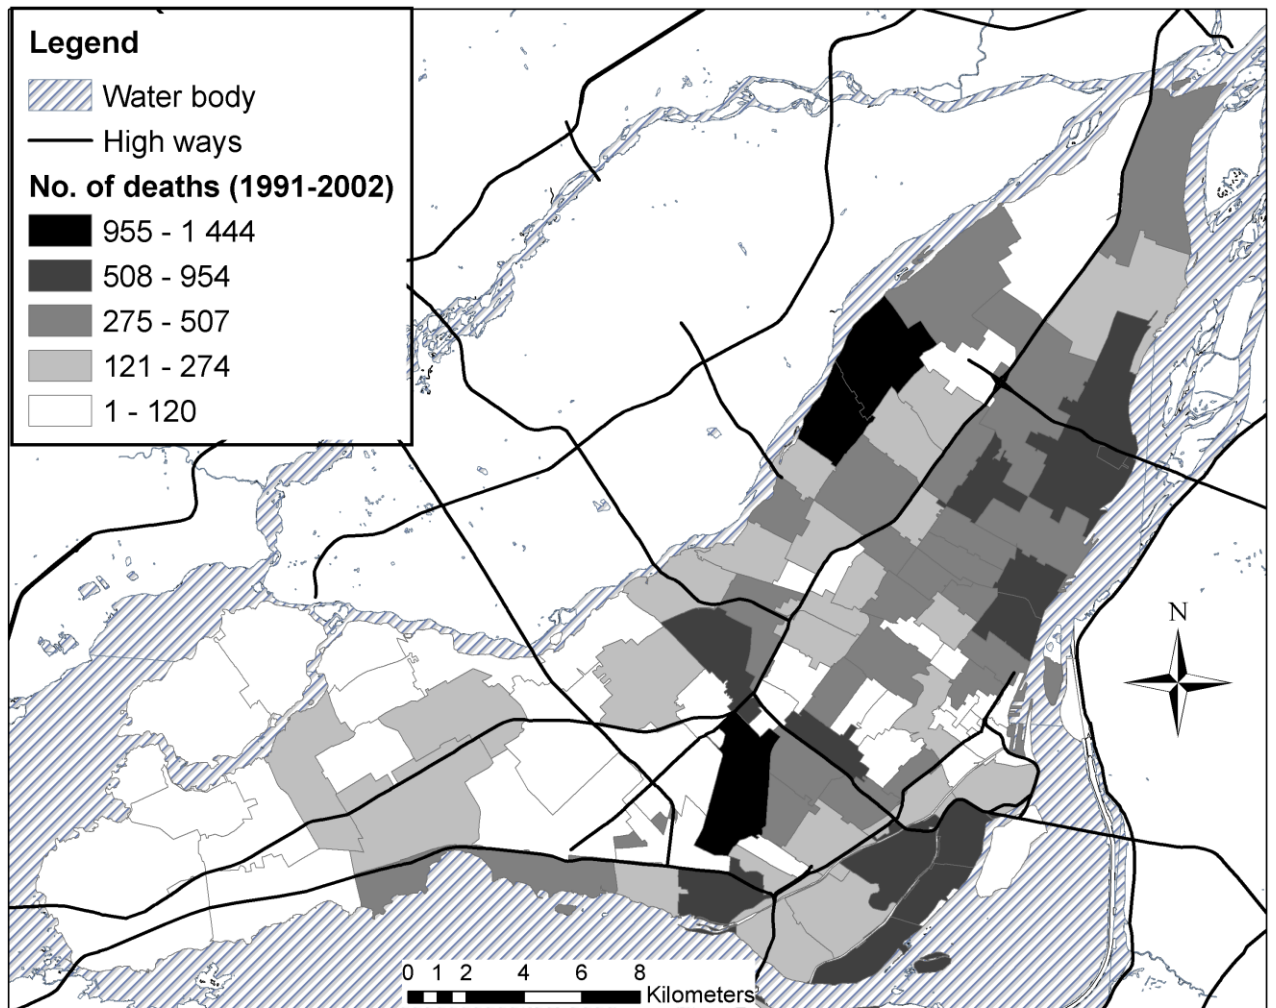 Legend
Water body
High ways
No. of deaths (1991-2002)
955 - 1 444
508 - 954
275 - 507
121 - 274
1 - 120
N
0 1 2 4 6 8
Kilometers